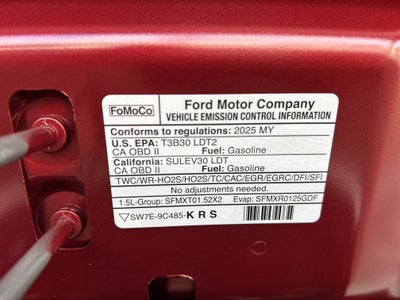 FoMoCo
Ford Motor Company
VEHICLE EMISSION CONTROL INFORMATION
Conforms to regulations: 2025 MY
U.S. EPA: T3B30 LDT2
CA OBD II Fuel: Gasoline
California: SULEV30 LDT
CA OBD II Fuel: Gasoline
TWC/WR-HO2S/HO2S/TC/CAC/EGR/EGRC/DFI/SFI
No adjustments needed.
1.5L-Group: SFMXT01.52X2 Evap: SFMXR0125GDF
SW7E-9C485-KRS